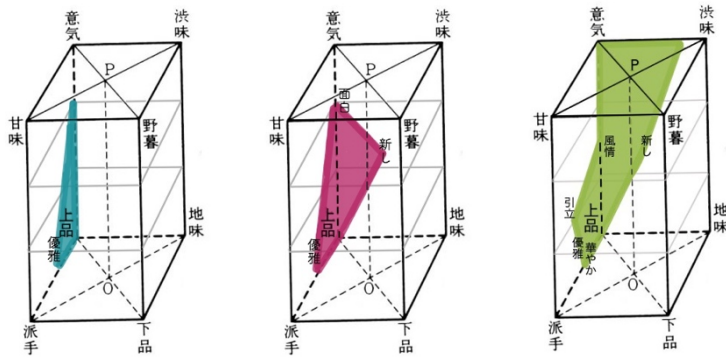 意気
渋味
P
甘味
野暮
上品
優雅
地味
O
派手
下品
意気
渋味
P
面白
甘味
野暮
新し
上品
優雅
地味
O
派手
下品
意気
渋味
P
甘味
野暮
風情
新し
引立
上品
優雅
華やか
地味
O
派手
下品